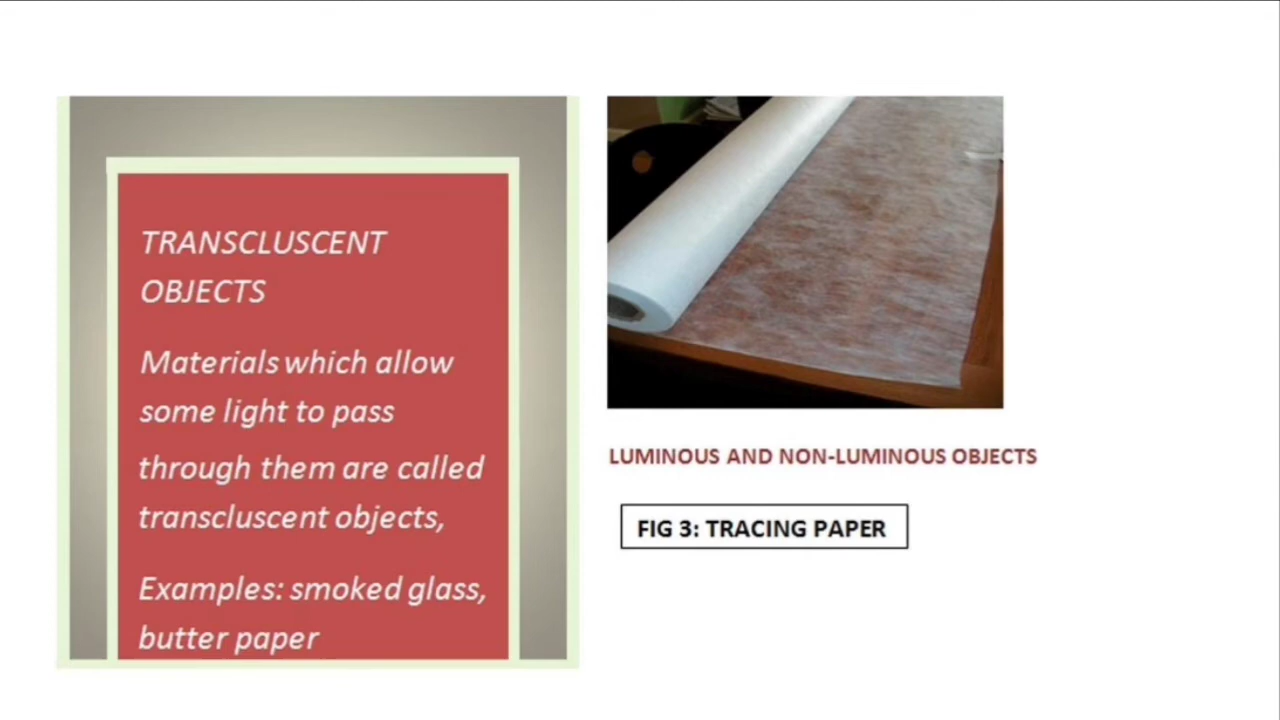 TRANSCLUSCENT
OBJECTS
Materials which allow
some light to pass
through them are called
transcluscent objects,
Examples: smoked glass,
butter paper
LUMINOUS AND NON-LUMINOUS OBJECTS
FIG 3: TRACING PAPER